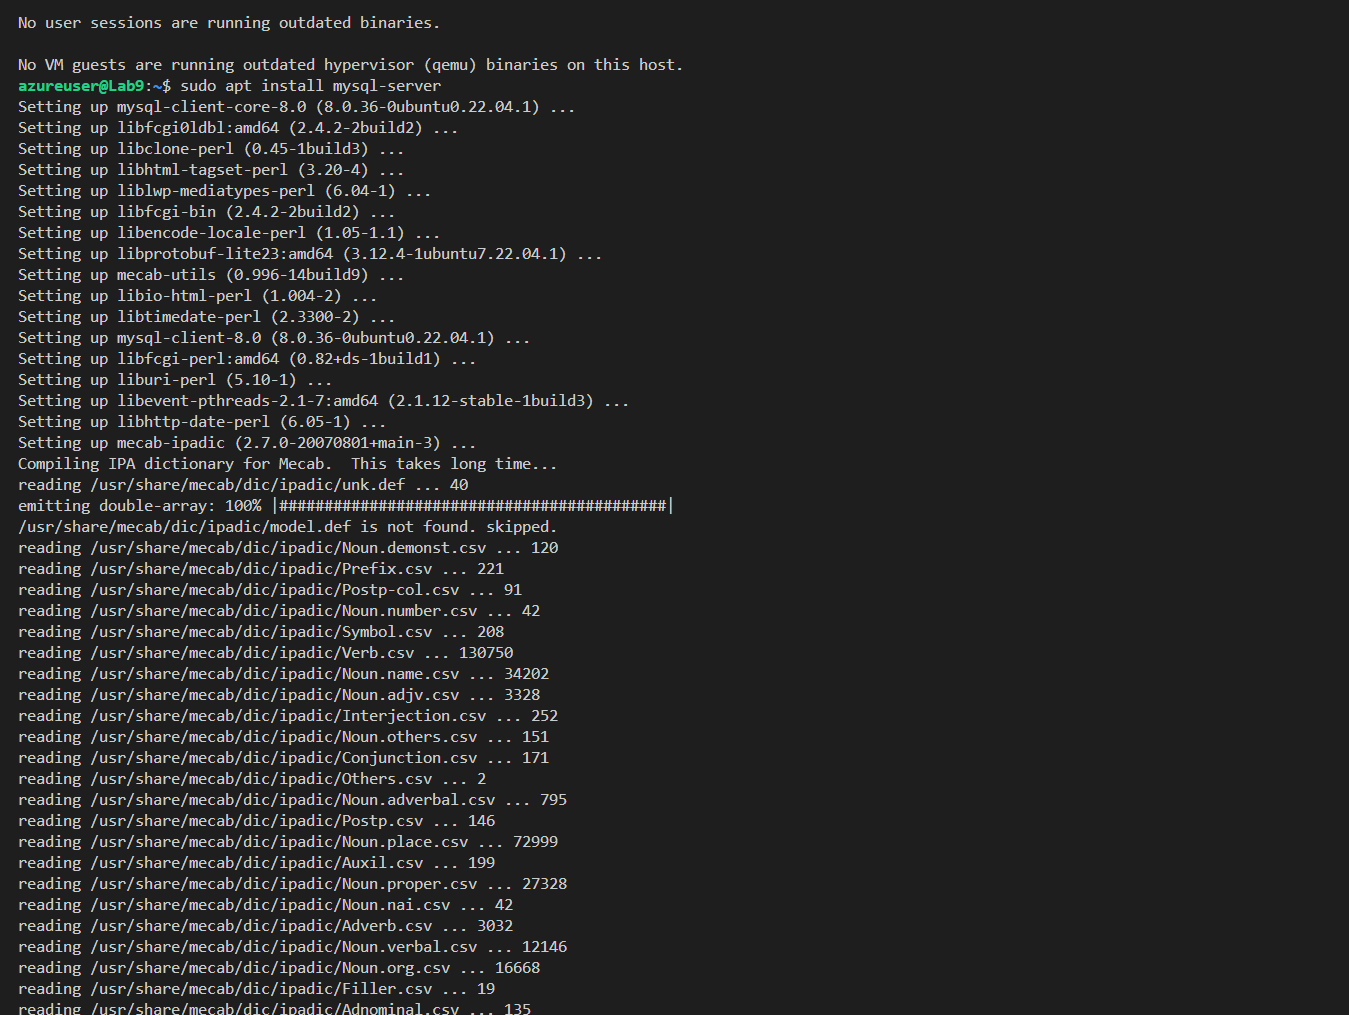 No user sessions are running outdated binaries.
No VM guests are running outdated hypervisor (qemu) binaries on this host.
azureuser@Lab9:~$ sudo apt install mysql-server
Setting up mysql-client-core-8.0 (8.0.36-0ubuntu0.22.04.1) ...
Setting up libfcgi0ldbl:amd64 (2.4.2-2build2) ...
Setting up libclone-perl (0.45-1build3) ...
Setting up libhtml-tagset-perl (3.20-4) ...
Setting up liblwp-mediatypes-perl (6.04-1) ...
Setting up libfcgi-bin (2.4.2-2build2) ...
Setting up libencode-locale-perl (1.05-1.1) ...
Setting up libprotobuf-lite23:amd64 (3.12.4-1ubuntu7.22.04.1) ...
Setting up mecab-utils (0.996-14build9) ...
Setting up libio-html-perl (1.004-2) ...
Setting up libtimedate-perl (2.3300-2) ...
Setting up mysql-client-8.0 (8.0.36-0ubuntu0.22.04.1) ...
Setting up libfcgi-perl:amd64 (0.82+ds-1build1) ...
Setting up liburi-perl (5.10-1) ...
Setting up libevent-pthreads-2.1-7:amd64 (2.1.12-stable-1build3) ...
Setting up libhttp-date-perl (6.05-1) ...
Setting up mecab-ipadic (2.7.0-20070801+main-3) ...
Compiling IPA dictionary for Mecab.  This takes long time...
reading /usr/share/mecab/dic/ipadic/unk.def ... 40
emitting double-array: 100% |###########################################|
/usr/share/mecab/dic/ipadic/model.def is not found. skipped.
reading /usr/share/mecab/dic/ipadic/Noun.demonst.csv ... 120
reading /usr/share/mecab/dic/ipadic/Prefix.csv ... 221
reading /usr/share/mecab/dic/ipadic/Postp-col.csv ... 91
reading /usr/share/mecab/dic/ipadic/Noun.number.csv ... 42
reading /usr/share/mecab/dic/ipadic/Symbol.csv ... 208
reading /usr/share/mecab/dic/ipadic/Verb.csv ... 130750
reading /usr/share/mecab/dic/ipadic/Noun.name.csv ... 34202
reading /usr/share/mecab/dic/ipadic/Noun.adjv.csv ... 3328
reading /usr/share/mecab/dic/ipadic/Interjection.csv ... 252
reading /usr/share/mecab/dic/ipadic/Noun.others.csv ... 151
reading /usr/share/mecab/dic/ipadic/Conjunction.csv ... 171
reading /usr/share/mecab/dic/ipadic/Others.csv ... 2
reading /usr/share/mecab/dic/ipadic/Noun.adverbal.csv ... 795
reading /usr/share/mecab/dic/ipadic/Postp.csv ... 146
reading /usr/share/mecab/dic/ipadic/Noun.place.csv ... 72999
reading /usr/share/mecab/dic/ipadic/Auxil.csv ... 199
reading /usr/share/mecab/dic/ipadic/Noun.proper.csv ... 27328
reading /usr/share/mecab/dic/ipadic/Noun.nai.csv ... 42
reading /usr/share/mecab/dic/ipadic/Adverb.csv ... 3032
reading /usr/share/mecab/dic/ipadic/Noun.verbal.csv ... 12146
reading /usr/share/mecab/dic/ipadic/Noun.org.csv ... 16668
reading /usr/share/mecab/dic/ipadic/Filler.csv ... 19
reading /usr/share/mecab/dic/ipadic/Adnominal.csv ... 135